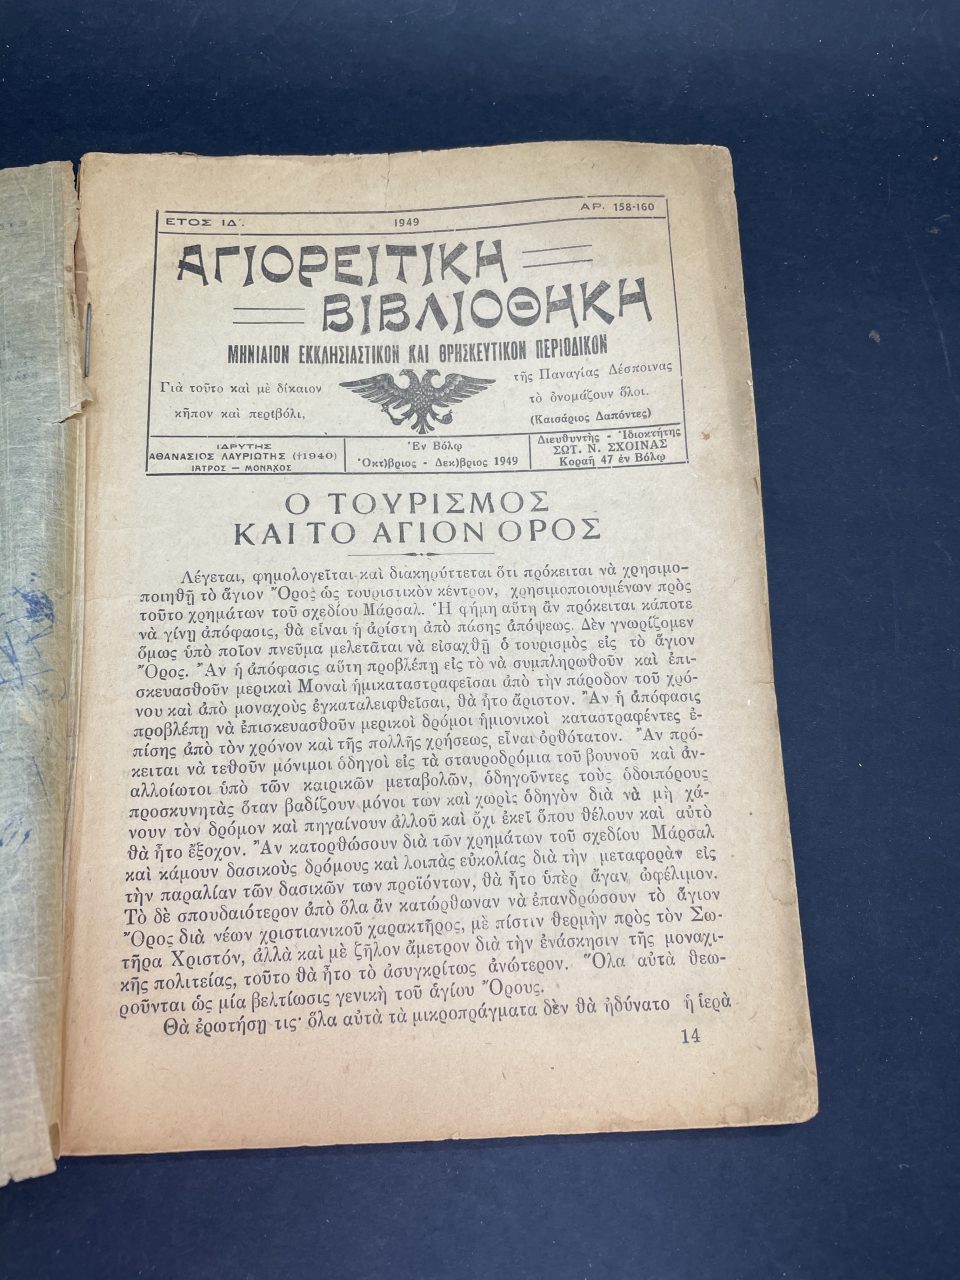 ΕΤΟΣ ΙΔ΄. 1949 ΑΡ. 158-160
ΑΓΙΟΡΕΙΤΙΚΗ
ΒΙΒΛΙΟΘΗΚΗ
ΜΗΝΙΑΙΟΝ ΕΚΚΛΗΣΙΑΣΤΙΚΟΝ ΚΑΙ ΘΡΗΣΚΕΥΤΙΚΟΝ ΠΕΡΙΟΔΙΚΟΝ
Γιὰ τοῦτο καὶ μὲ δίκαιον
κῆπον καὶ περιβόλι,
τῆς Παναγίας Δέσποινας
τὸ ὀνομάζουν ὅλοι.
(Καισάριος Δαπόντες)
ΙΔΡΥΤΗΣ
ΑΘΑΝΑΣΙΟΣ ΛΑΥΡΙΩΤΗΣ (†1940)
ΙΑΤΡΟΣ — ΜΟΝΑΧΟΣ
Ἐν Βόλῳ
Ὀκτ)βριος - Δεκ)βριος 1949
Διευθυντὴς - Ἰδιοκτήτης
ΣΩΤ. Ν. ΣΧΟΙΝΑΣ
Κοραῆ 47 ἐν Βόλῳ
Ο ΤΟΥΡΙΣΜΟΣ
ΚΑΙ ΤΟ ΑΓΙΟΝ ΟΡΟΣ
Λέγεται, φημολογεῖται καὶ διακηρύττεται ὅτι πρόκειται νὰ χρησιμο-
ποιηθῇ τὸ ἅγιον Ὄρος ὡς τουριστικὸν κέντρον, χρησιμοποιουμένων πρὸς
τοῦτο χρημάτων τοῦ σχεδίου Μάρσαλ. Ἡ φήμη αὕτη ἂν πρόκειται κάποτε
νὰ γίνῃ ἀπόφασις, θὰ εἶναι ἡ ἀρίστη ἀπὸ πάσης ἀπόψεως. Δὲν γνωρίζομεν
ὅμως ὑπὸ ποῖον πνεῦμα μελετᾶται νὰ εἰσαχθῇ ὁ τουρισμὸς εἰς τὸ ἅγιον
Ὄρος. Ἂν ἡ ἀπόφασις αὕτη προβλέπῃ εἰς τὸ νὰ συμπληρωθοῦν καὶ ἐπι-
σκευασθοῦν μερικαὶ Μοναὶ ἡμικαταστραφεῖσαι ἀπὸ τὴν πάροδον τοῦ χρό-
νου καὶ ἀπὸ μοναχοὺς ἐγκαταλειφθεῖσαι, θὰ ἦτο ἄριστον. Ἂν ἡ ἀπόφασις
προβλέπῃ νὰ ἐπισκευασθοῦν μερικοὶ δρόμοι ἡμιονικοὶ καταστραφέντες ἐ-
πίσης ἀπὸ τὸν χρόνον καὶ τῆς πολλῆς χρήσεως, εἶναι ὀρθότατον. Ἂν πρό-
κειται νὰ τεθοῦν μόνιμοι ὁδηγοὶ εἰς τὰ σταυροδρόμια τοῦ βουνοῦ καὶ ἀν-
αλλοίωτοι ὑπὸ τῶν καιρικῶν μεταβολῶν, ὁδηγοῦντες τοὺς ὁδοιπόρους
προσκυνητὰς ὅταν βαδίζουν μόνοι των καὶ χωρὶς ὁδηγὸν διὰ νὰ μὴ χά-
νουν τὸν δρόμον καὶ πηγαίνουν ἀλλοῦ καὶ ὄχι ἐκεῖ ὅπου θέλουν καὶ αὐτὸ
θὰ ἦτο ἔξοχον. Ἂν κατορθώσουν διὰ τῶν χρημάτων τοῦ σχεδίου Μάρσαλ
καὶ κάμουν δασικοὺς δρόμους καὶ λοιπὰς εὐκολίας διὰ τὴν μεταφορὰν εἰς
τὴν παραλίαν τῶν δασικῶν των προϊόντων, θὰ ἦτο ὑπὲρ ἄγαν ὠφέλιμον.
Τὸ δὲ σπουδαιότερον ἀπὸ ὅλα ἂν κατώρθωναν νὰ ἐπανδρώσουν τὸ ἅγιον
Ὄρος διὰ νέων χριστιανικοῦ χαρακτῆρος, μὲ πίστιν θερμὴν πρὸς τὸν Σω-
τῆρα Χριστόν, ἀλλὰ καὶ μὲ ζῆλον ἄμετρον διὰ τὴν ἐνάσκησιν τῆς μοναχι-
κῆς πολιτείας, τοῦτο θὰ ἦτο τὸ ἀσυγκρίτως ἀνώτερον. Ὅλα αὐτὰ θεω-
ροῦνται ὡς μία βελτίωσις γενικὴ τοῦ ἁγίου Ὄρους.
Θὰ ἐρωτήσῃ τις· ὅλα αὐτὰ τὰ μικροπράγματα δὲν θὰ ἠδύνατο ἡ ἱερὰ
14